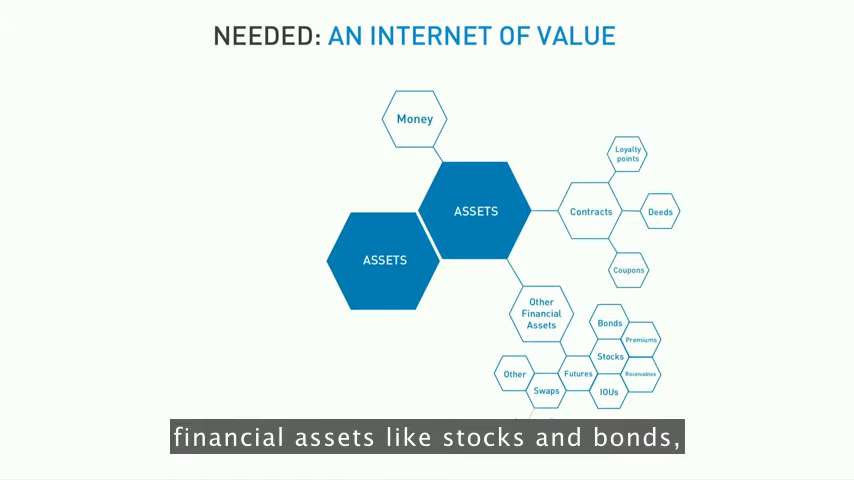 NEEDED: AN INTERNET OF VALUE
Money
ASSETS
ASSETS
Contracts
Loyalty
points
Deeds
Coupons
Other
Financial
Assets
Bonds
Premiums
Stocks
Receivables
Futures
IOUs
Other
Swaps
financial assets like stocks and bonds,